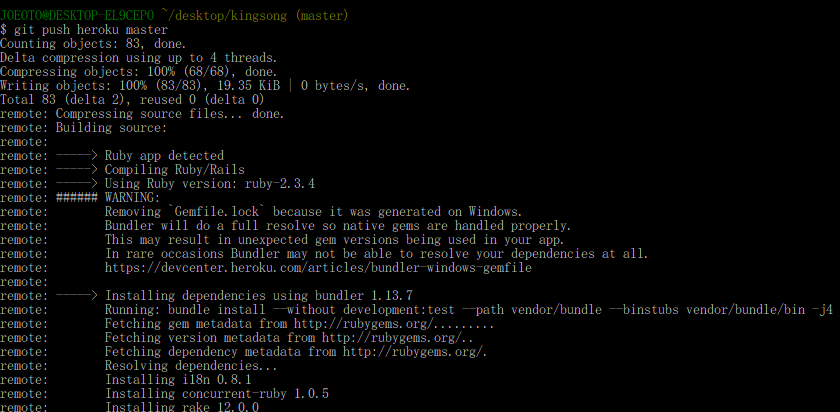 JOEOTO@DESKTOP-EL9CEPO ~/desktop/kingsong (master)
$ git push heroku master
Counting objects: 83, done.
Delta compression using up to 4 threads.
Compressing objects: 100% (68/68), done.
Writing objects: 100% (83/83), 19.35 KiB | 0 bytes/s, done.
Total 83 (delta 2), reused 0 (delta 0)
remote: Compressing source files... done.
remote: Building source:
remote:
remote: -----> Ruby app detected
remote: -----> Compiling Ruby/Rails
remote: -----> Using Ruby version: ruby-2.3.4
remote: ###### WARNING:
remote:        Removing `Gemfile.lock` because it was generated on Windows.
remote:        Bundler will do a full resolve so native gems are handled properly.
remote:        This may result in unexpected gem versions being used in your app.
remote:        In rare occasions Bundler may not be able to resolve your dependencies at all.
remote:        https://devcenter.heroku.com/articles/bundler-windows-gemfile
remote:
remote: -----> Installing dependencies using bundler 1.13.7
remote:        Running: bundle install --without development:test --path vendor/bundle --binstubs vendor/bundle/bin -j4
remote:        Fetching gem metadata from http://rubygems.org/.........
remote:        Fetching version metadata from http://rubygems.org/..
remote:        Fetching dependency metadata from http://rubygems.org/.
remote:        Resolving dependencies...
remote:        Installing i18n 0.8.1
remote:        Installing concurrent-ruby 1.0.5
remote:        Installing rake 12.0.0